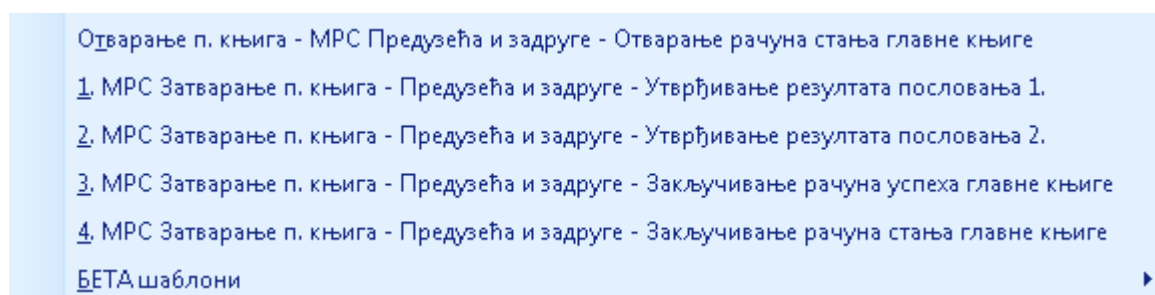 Отварање п. књига - МРС Предузећа и задруге - Отварање рачуна стања главне књиге
1. МРС Затварање п. књига - Предузећа и задруге - Утврђивање резултата пословања 1.
2. МРС Затварање п. књига - Предузећа и задруге - Утврђивање резултата пословања 2.
3. МРС Затварање п. књига - Предузећа и задруге - Закључивање рачуна успеха главне књиге
4. МРС Затварање п. књига - Предузећа и задруге - Закључивање рачуна стања главне књиге
БЕТА шаблони